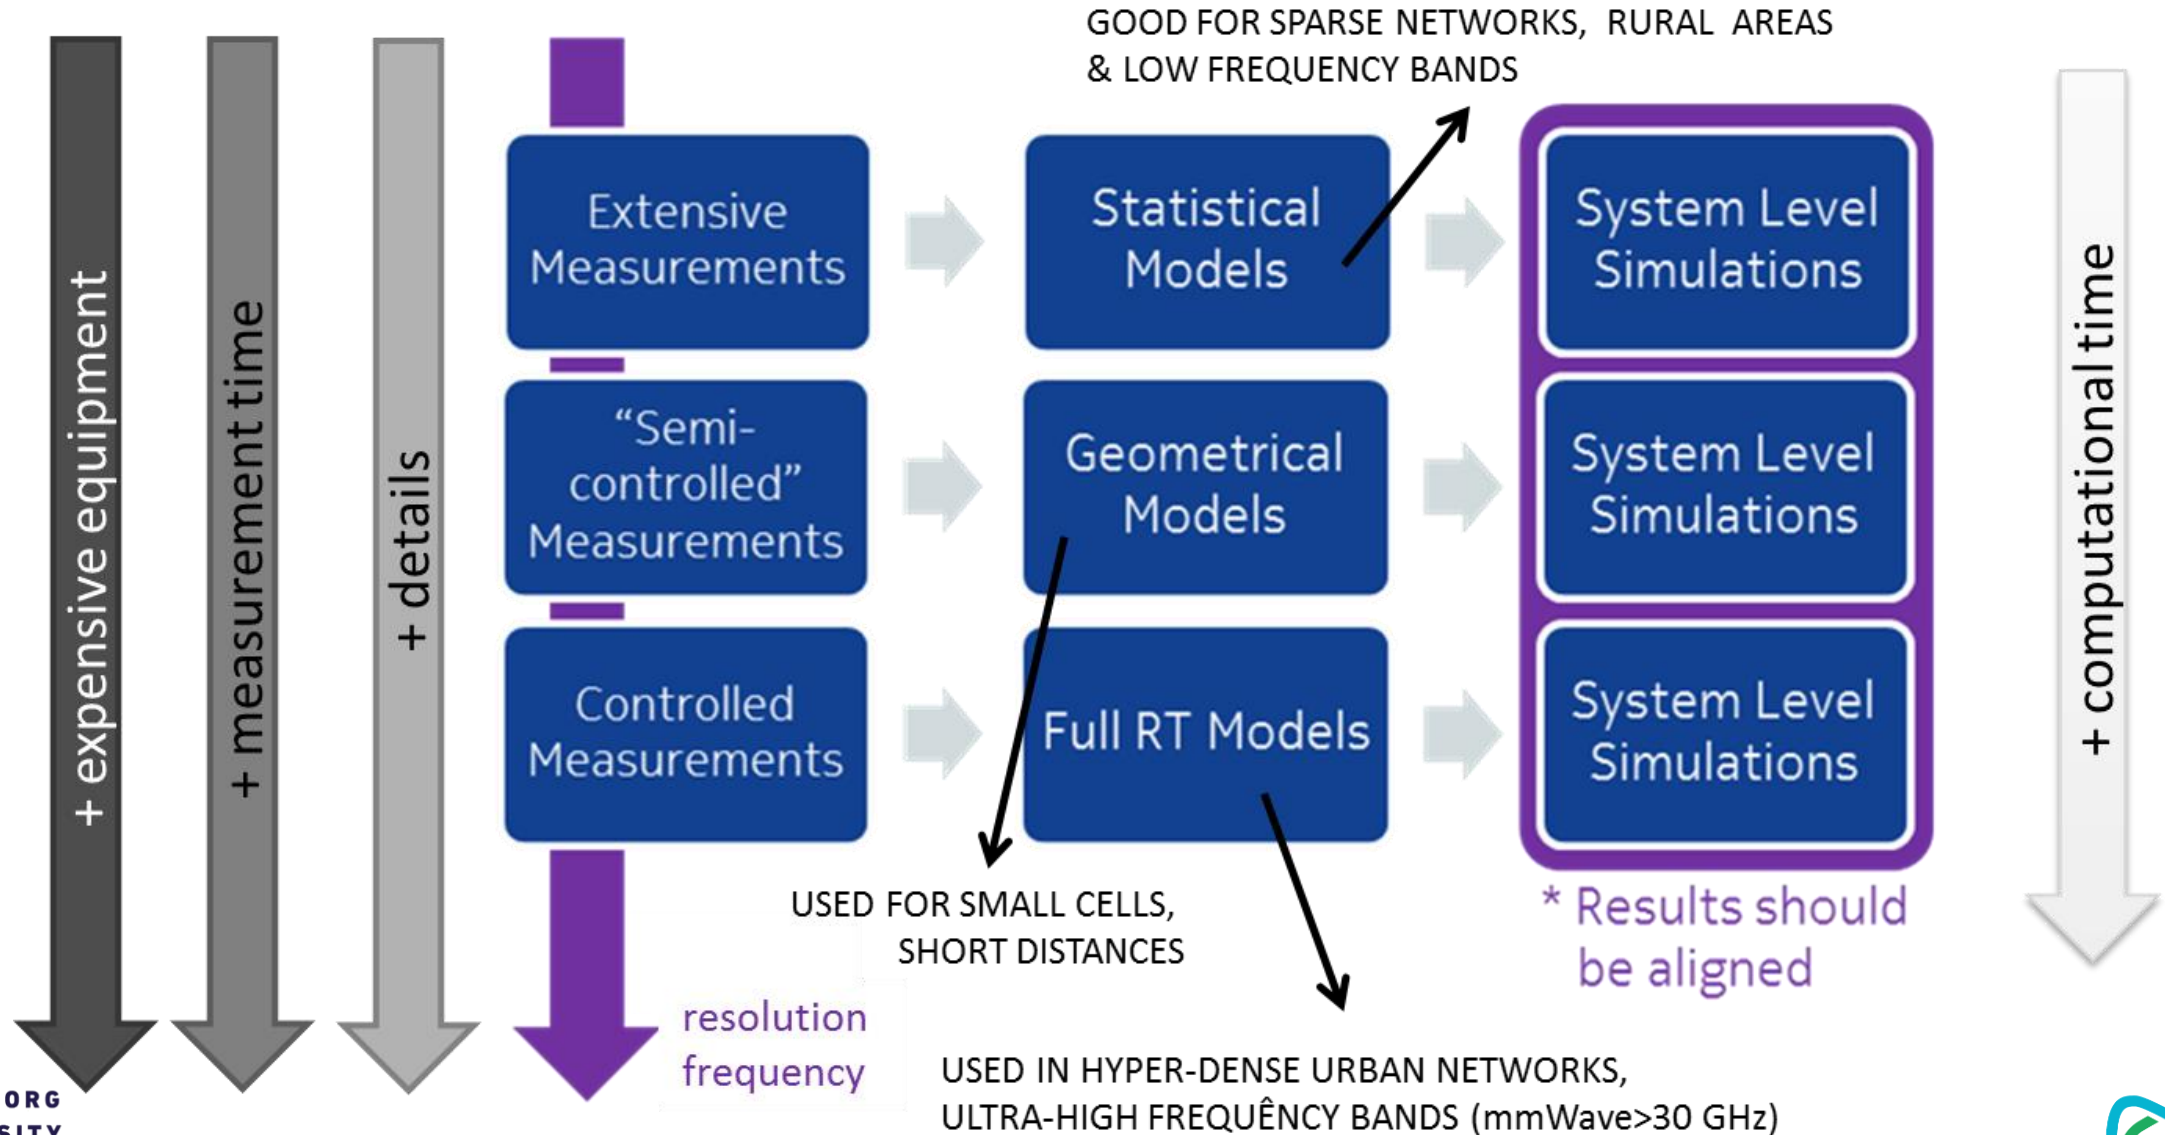 GOOD FOR SPARSE NETWORKS, RURAL AREAS
& LOW FREQUENCY BANDS
+ expensive equipment
+ measurement time
+ details
Extensive
Measurements
Statistical
Models
System Level
Simulations
“Semi-
controlled”
Measurements
Geometrical
Models
System Level
Simulations
Controlled
Measurements
Full RT Models
System Level
Simulations
+ computational time
USED FOR SMALL CELLS,
SHORT DISTANCES
* Results should
be aligned
resolution
frequency
USED IN HYPER-DENSE URBAN NETWORKS,
ULTRA-HIGH FREQUÊNCY BANDS (mmWave>30 GHz)
ORG